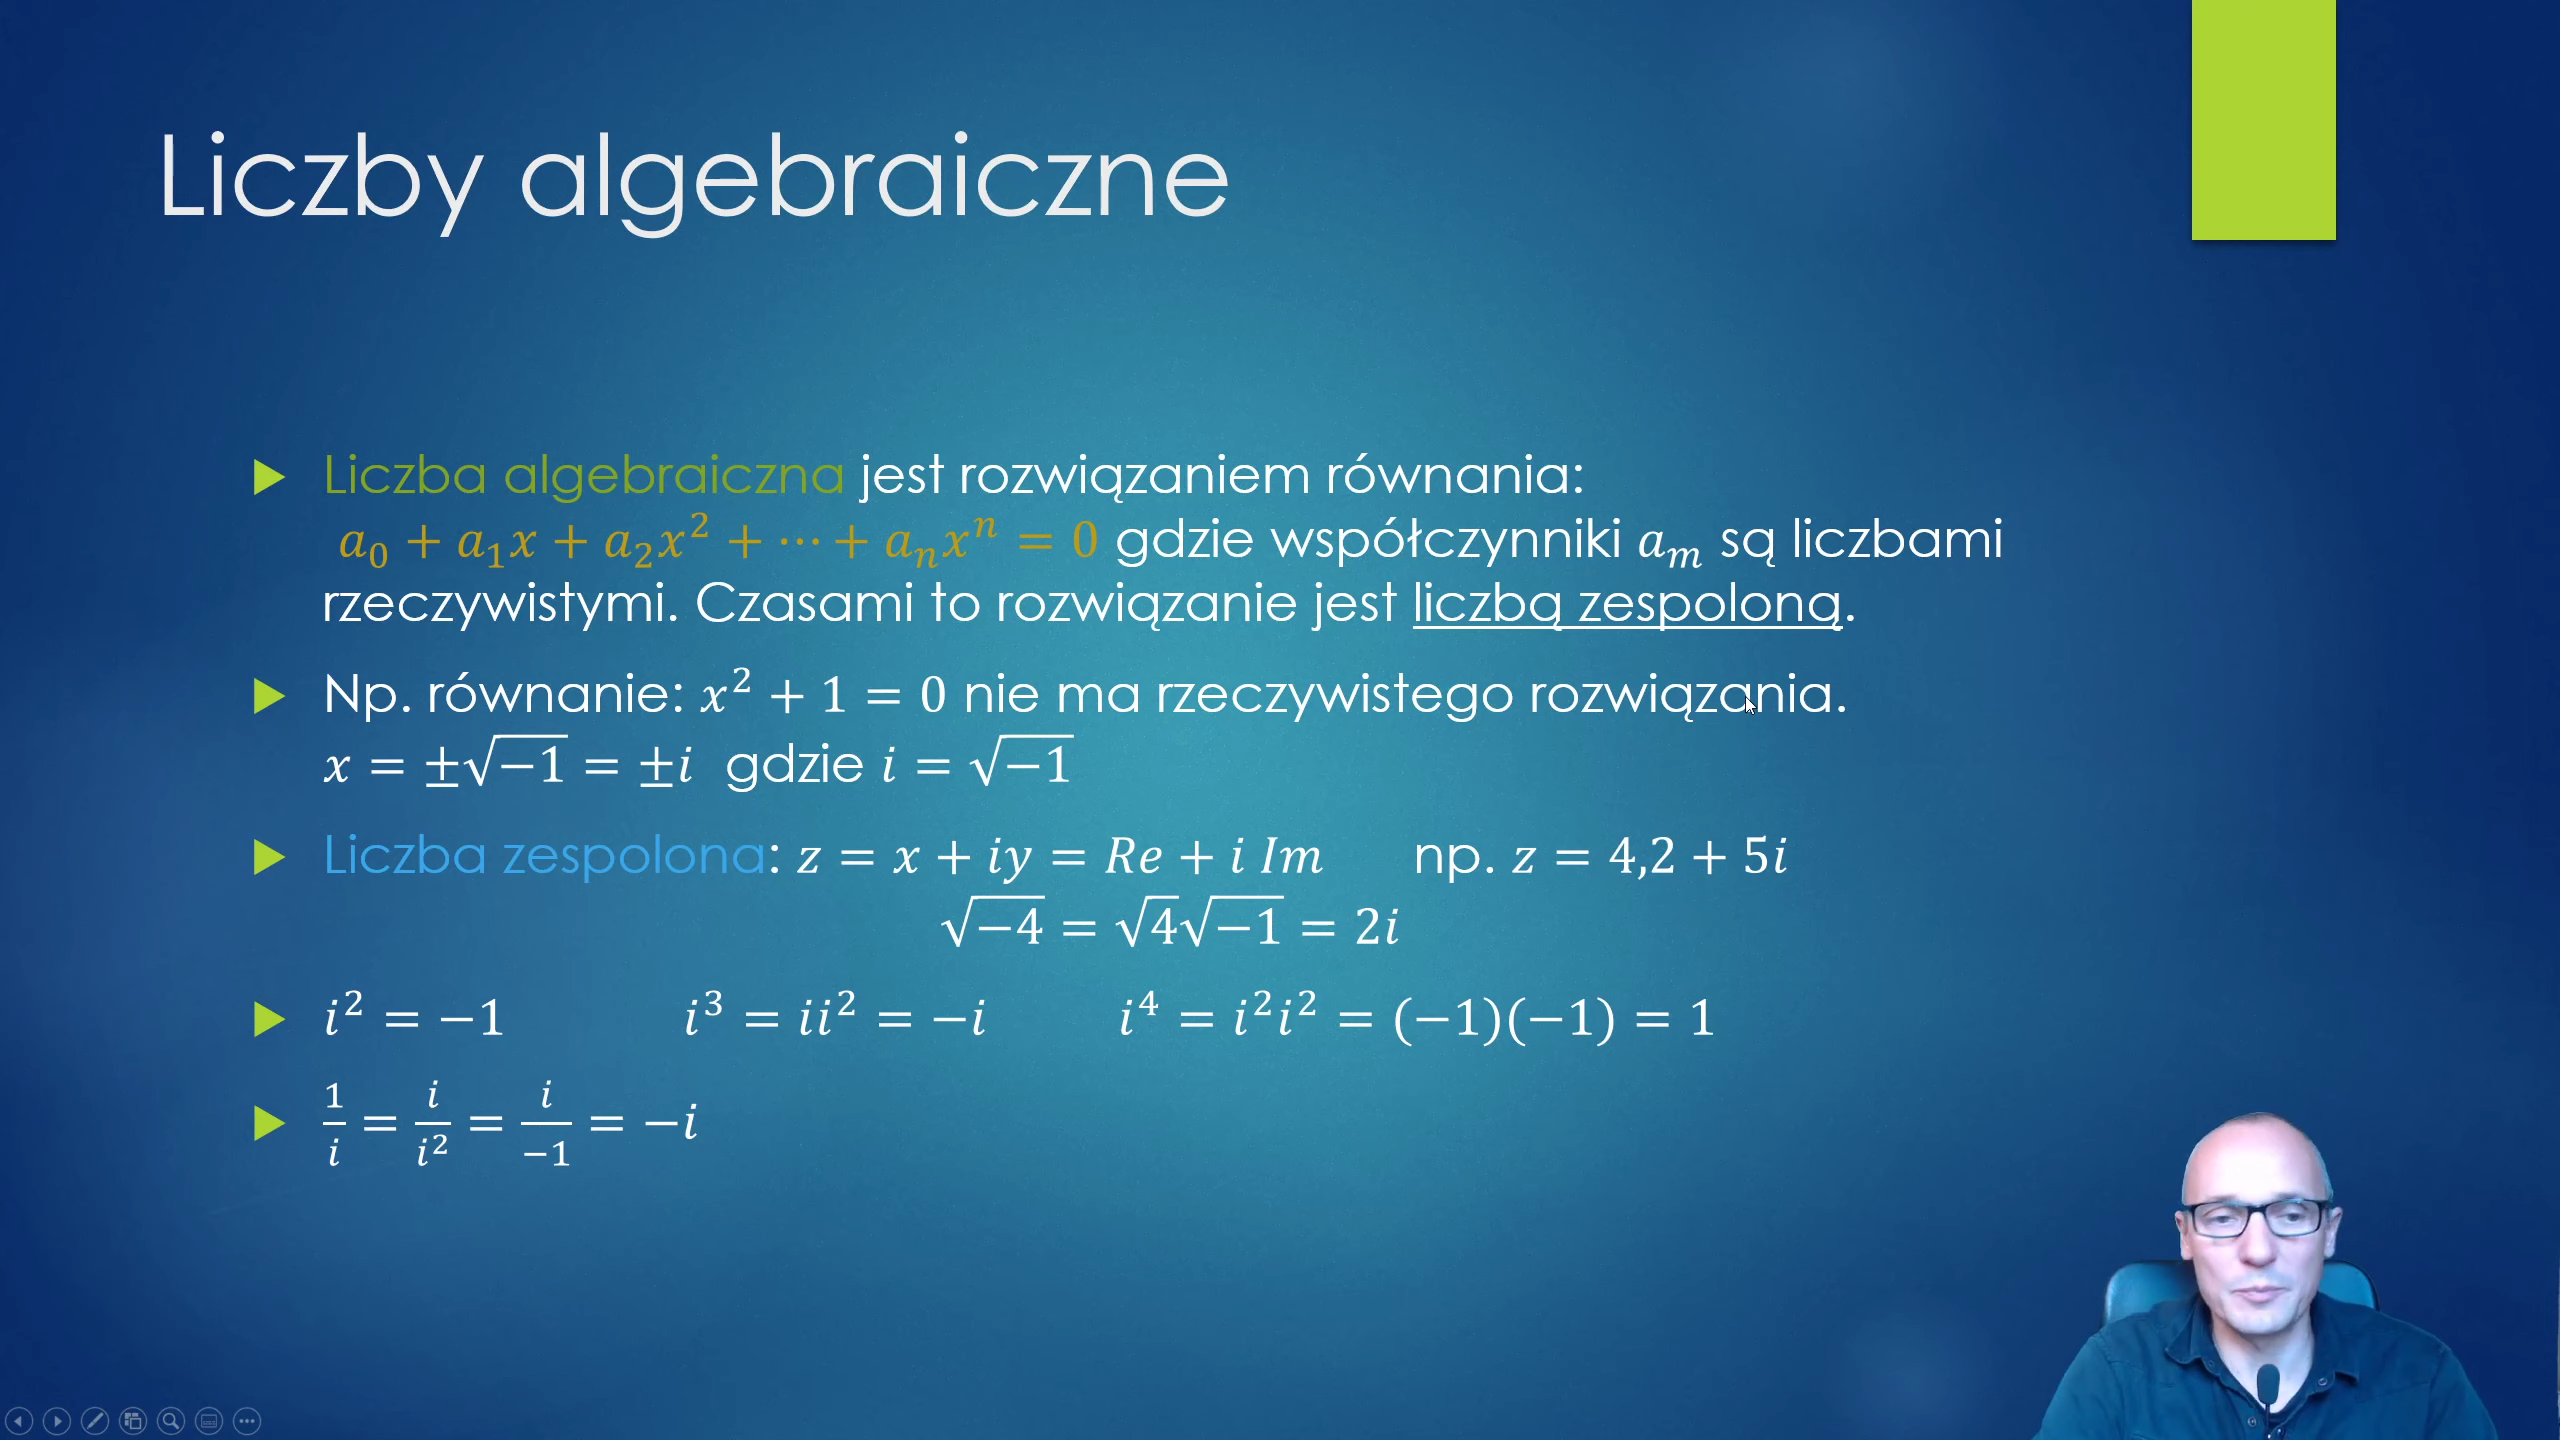 Liczby algebraiczne
Liczba algebraiczna jest rozwiązaniem równania:
a₀ + a₁x + a₂x² + ⋯ + aₙxⁿ = 0 gdzie współczynniki aₘ są liczbami
rzeczywistymi. Czasami to rozwiązanie jest liczbą zespoloną.
Np. równanie: x² + 1 = 0 nie ma rzeczywistego rozwiązania.
x = ±√−1 = ±i gdzie i = √−1
Liczba zespolona: z = x + iy = Re + i Im np. z = 4,2 + 5i
√−4 = √4√−1 = 2i
i² = −1 i³ = ii² = −i i⁴ = i²i² = (−1)(−1) = 1
1/i = i/i² = i/−1 = −i